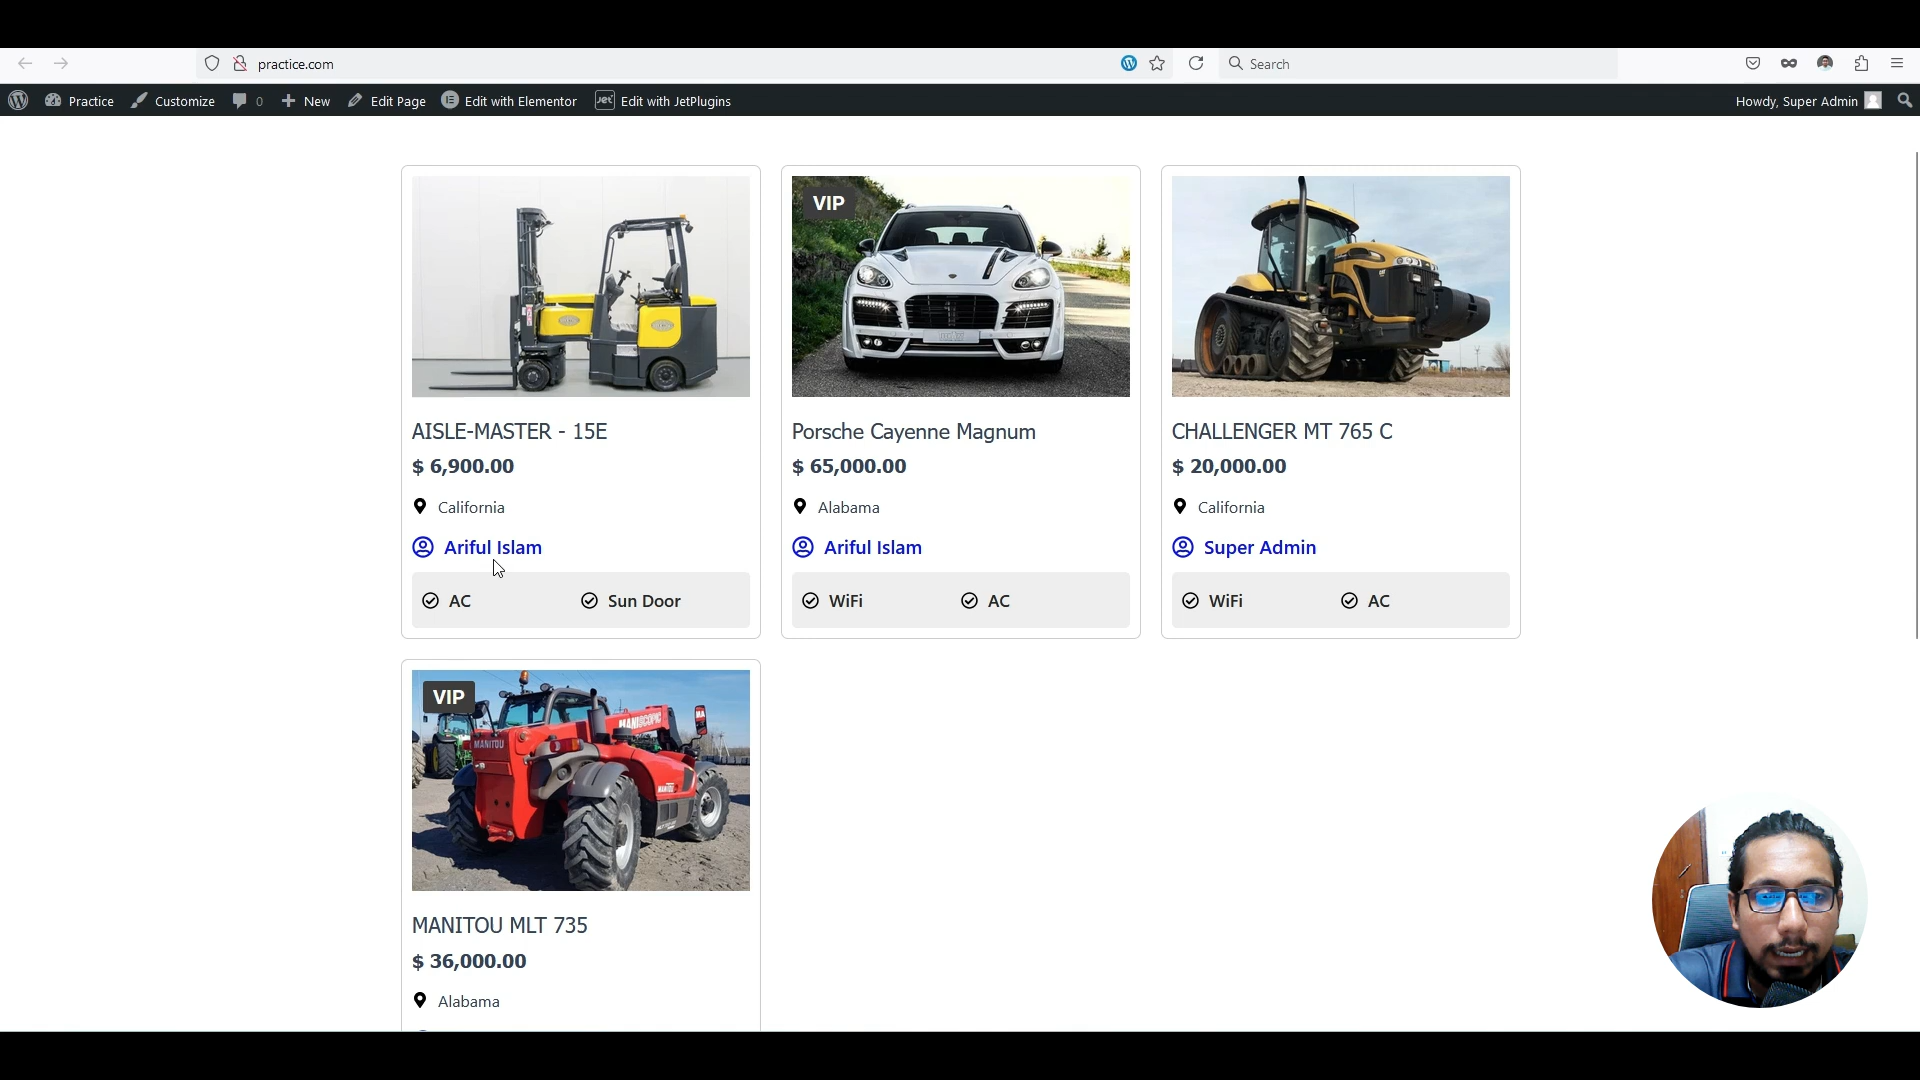 practice.com
Search
Practice Customize 0 New Edit Page Edit with Elementor Jet Edit with JetPlugins Howdy, Super Admin
VIP
AISLE-MASTER - 15E
$ 6,900.00
California
Ariful Islam
AC Sun Door
Porsche Cayenne Magnum
$ 65,000.00
Alabama
Ariful Islam
WiFi AC
CHALLENGER MT 765 C
$ 20,000.00
California
Super Admin
WiFi AC
VIP
MANISCOPIC
MANITOU
MANITOU MLT 735
$ 36,000.00
Alabama